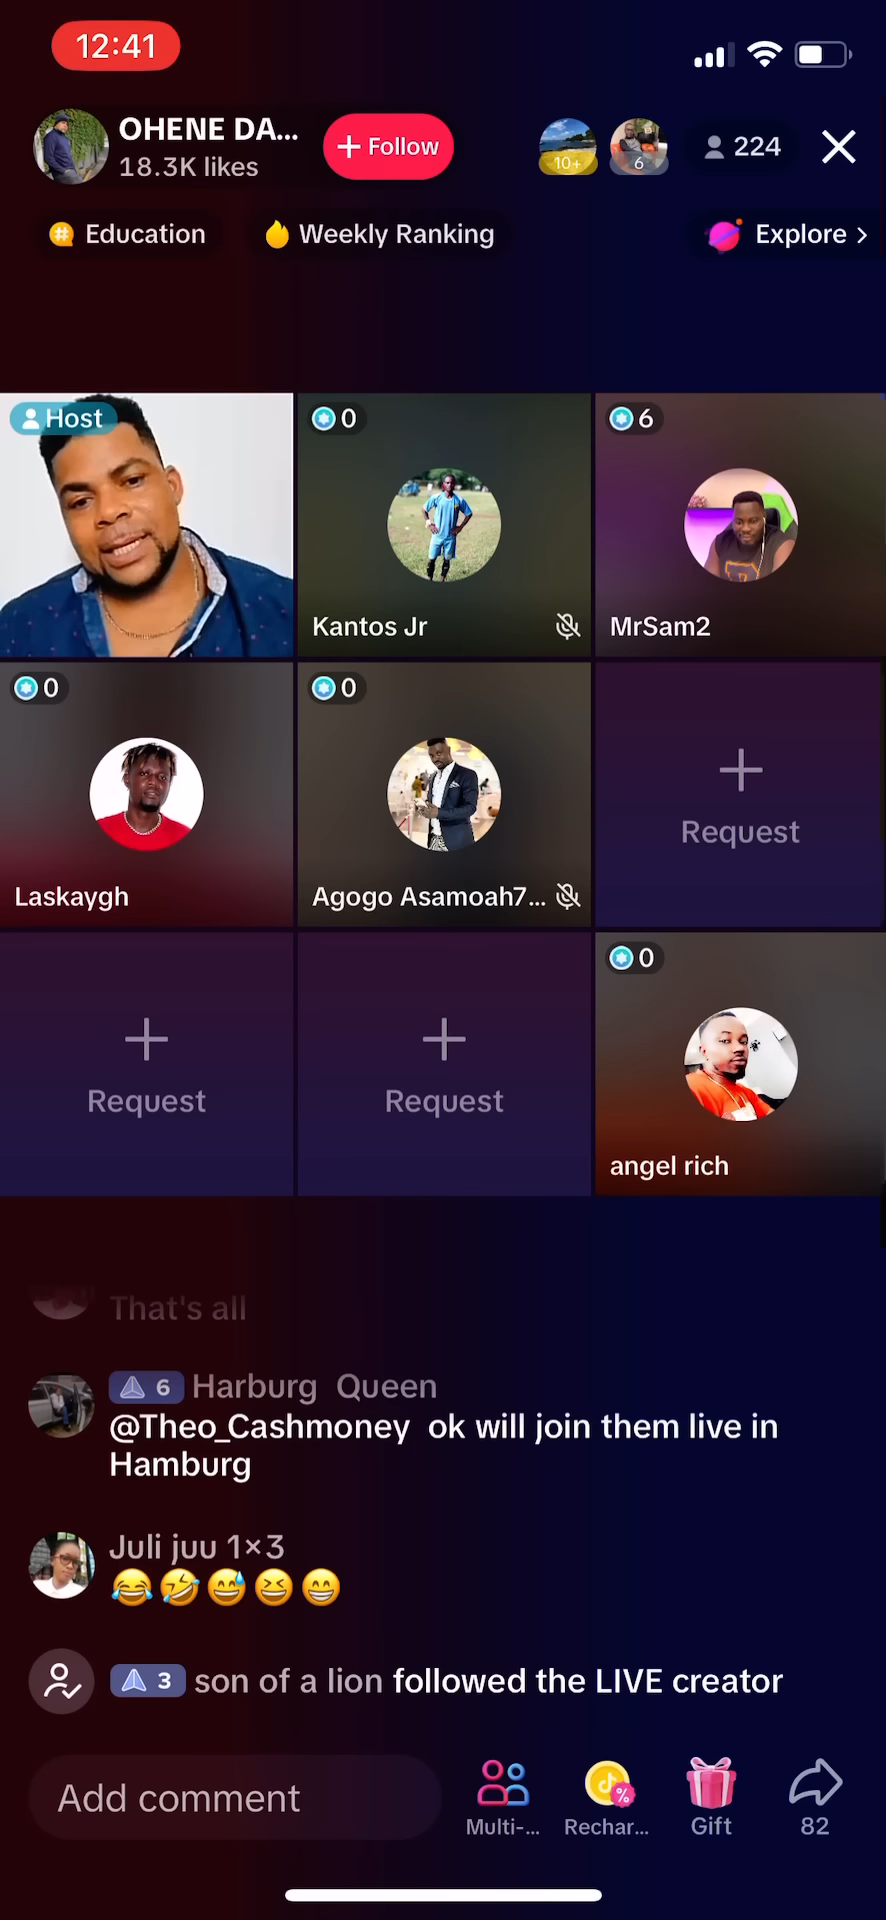 12:41
OHENE DA...
18.3K likes
+ Follow
10+
6
224
Education
Weekly Ranking
Explore >
Host
0
6
Kantos Jr
MrSam2
0
0
Laskaygh
Agogo Asamoah7...
Request
Request
Request
0
angel rich
That's all
6 Harburg Queen
@Theo_Cashmoney ok will join them live in
Hamburg
Juli juu 1×3
😂🤣😅😆😁
3 son of a lion followed the LIVE creator
Add comment
Multi-...
Rechar...
Gift
82